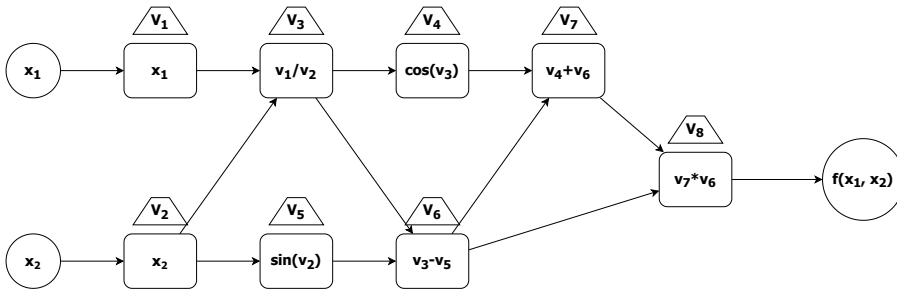 V₁ V₃ V₄ V₇
x₁ x₁ v₁/v₂ cos(v₃) v₄+v₆
V₈
v₇*v₆ f(x₁, x₂)
V₂ V₅ V₆
x₂ x₂ sin(v₂) v₃-v₅